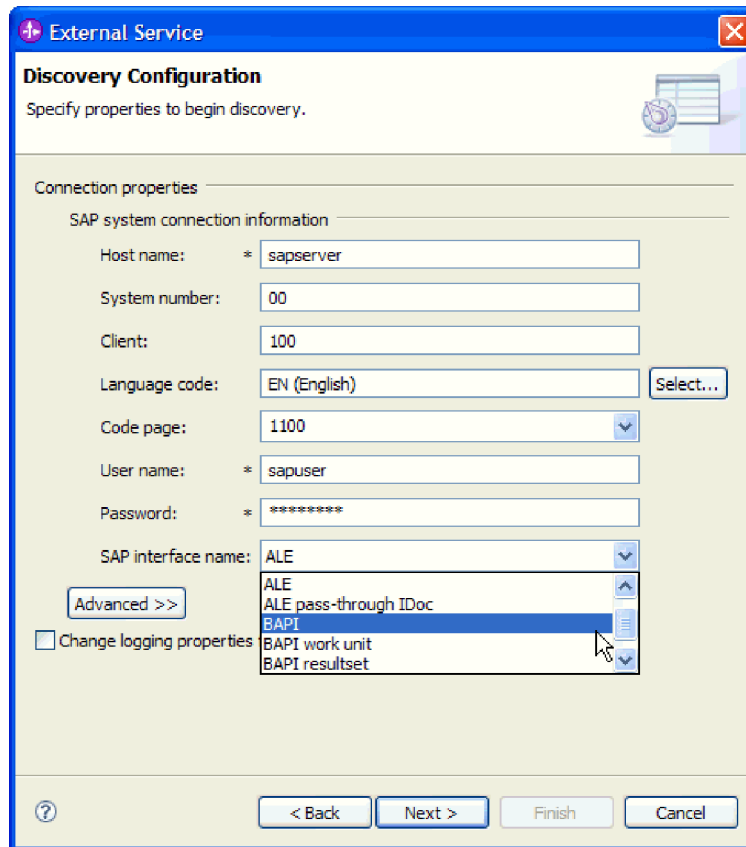 External Service
Discovery Configuration
Specify properties to begin discovery.
Connection properties
SAP system connection information
Host name: * sapserver
System number: 00
Client: 100
Language code: EN (English) Select...
Code page: 1100
User name: * sapuser
Password: * ********
SAP interface name: ALE
ALE
Advanced >> ALE pass-through IDoc
BAPI
Change logging properties BAPI work unit
BAPI resultset
? < Back Next > Finish Cancel